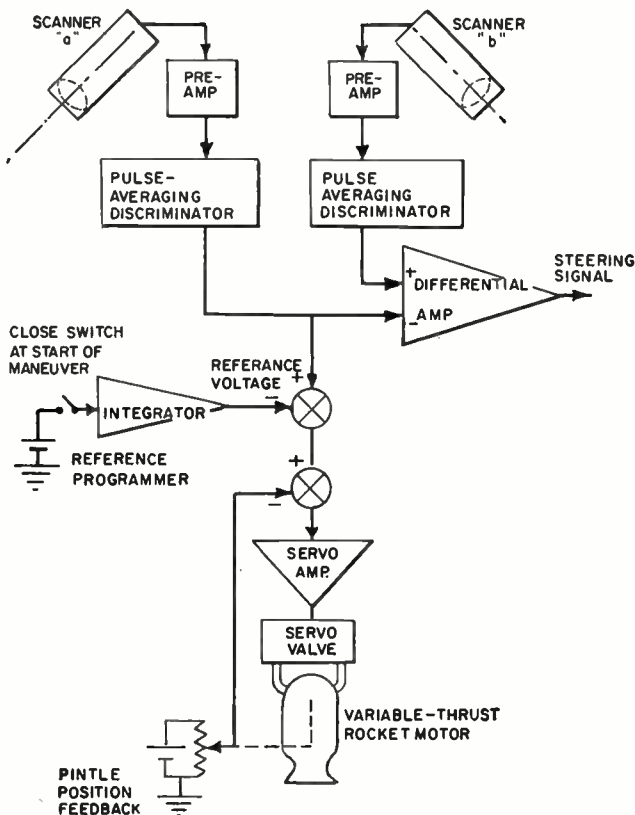 SCANNER
"a"
SCANNER
"b"
PRE-
AMP
PRE-
AMP
PULSE-
AVERAGING
DISCRIMINATOR
PULSE
AVERAGING
DISCRIMINATOR
+
DIFFERENTIAL
- AMP
STEERING
SIGNAL
CLOSE SWITCH
AT START OF
MANEUVER
REFERANCE
VOLTAGE
+
-
INTEGRATOR
REFERENCE
PROGRAMMER
+
-
SERVO
AMP.
SERVO
VALVE
VARIABLE-THRUST
ROCKET MOTOR
PINTLE
POSITION
FEEDBACK